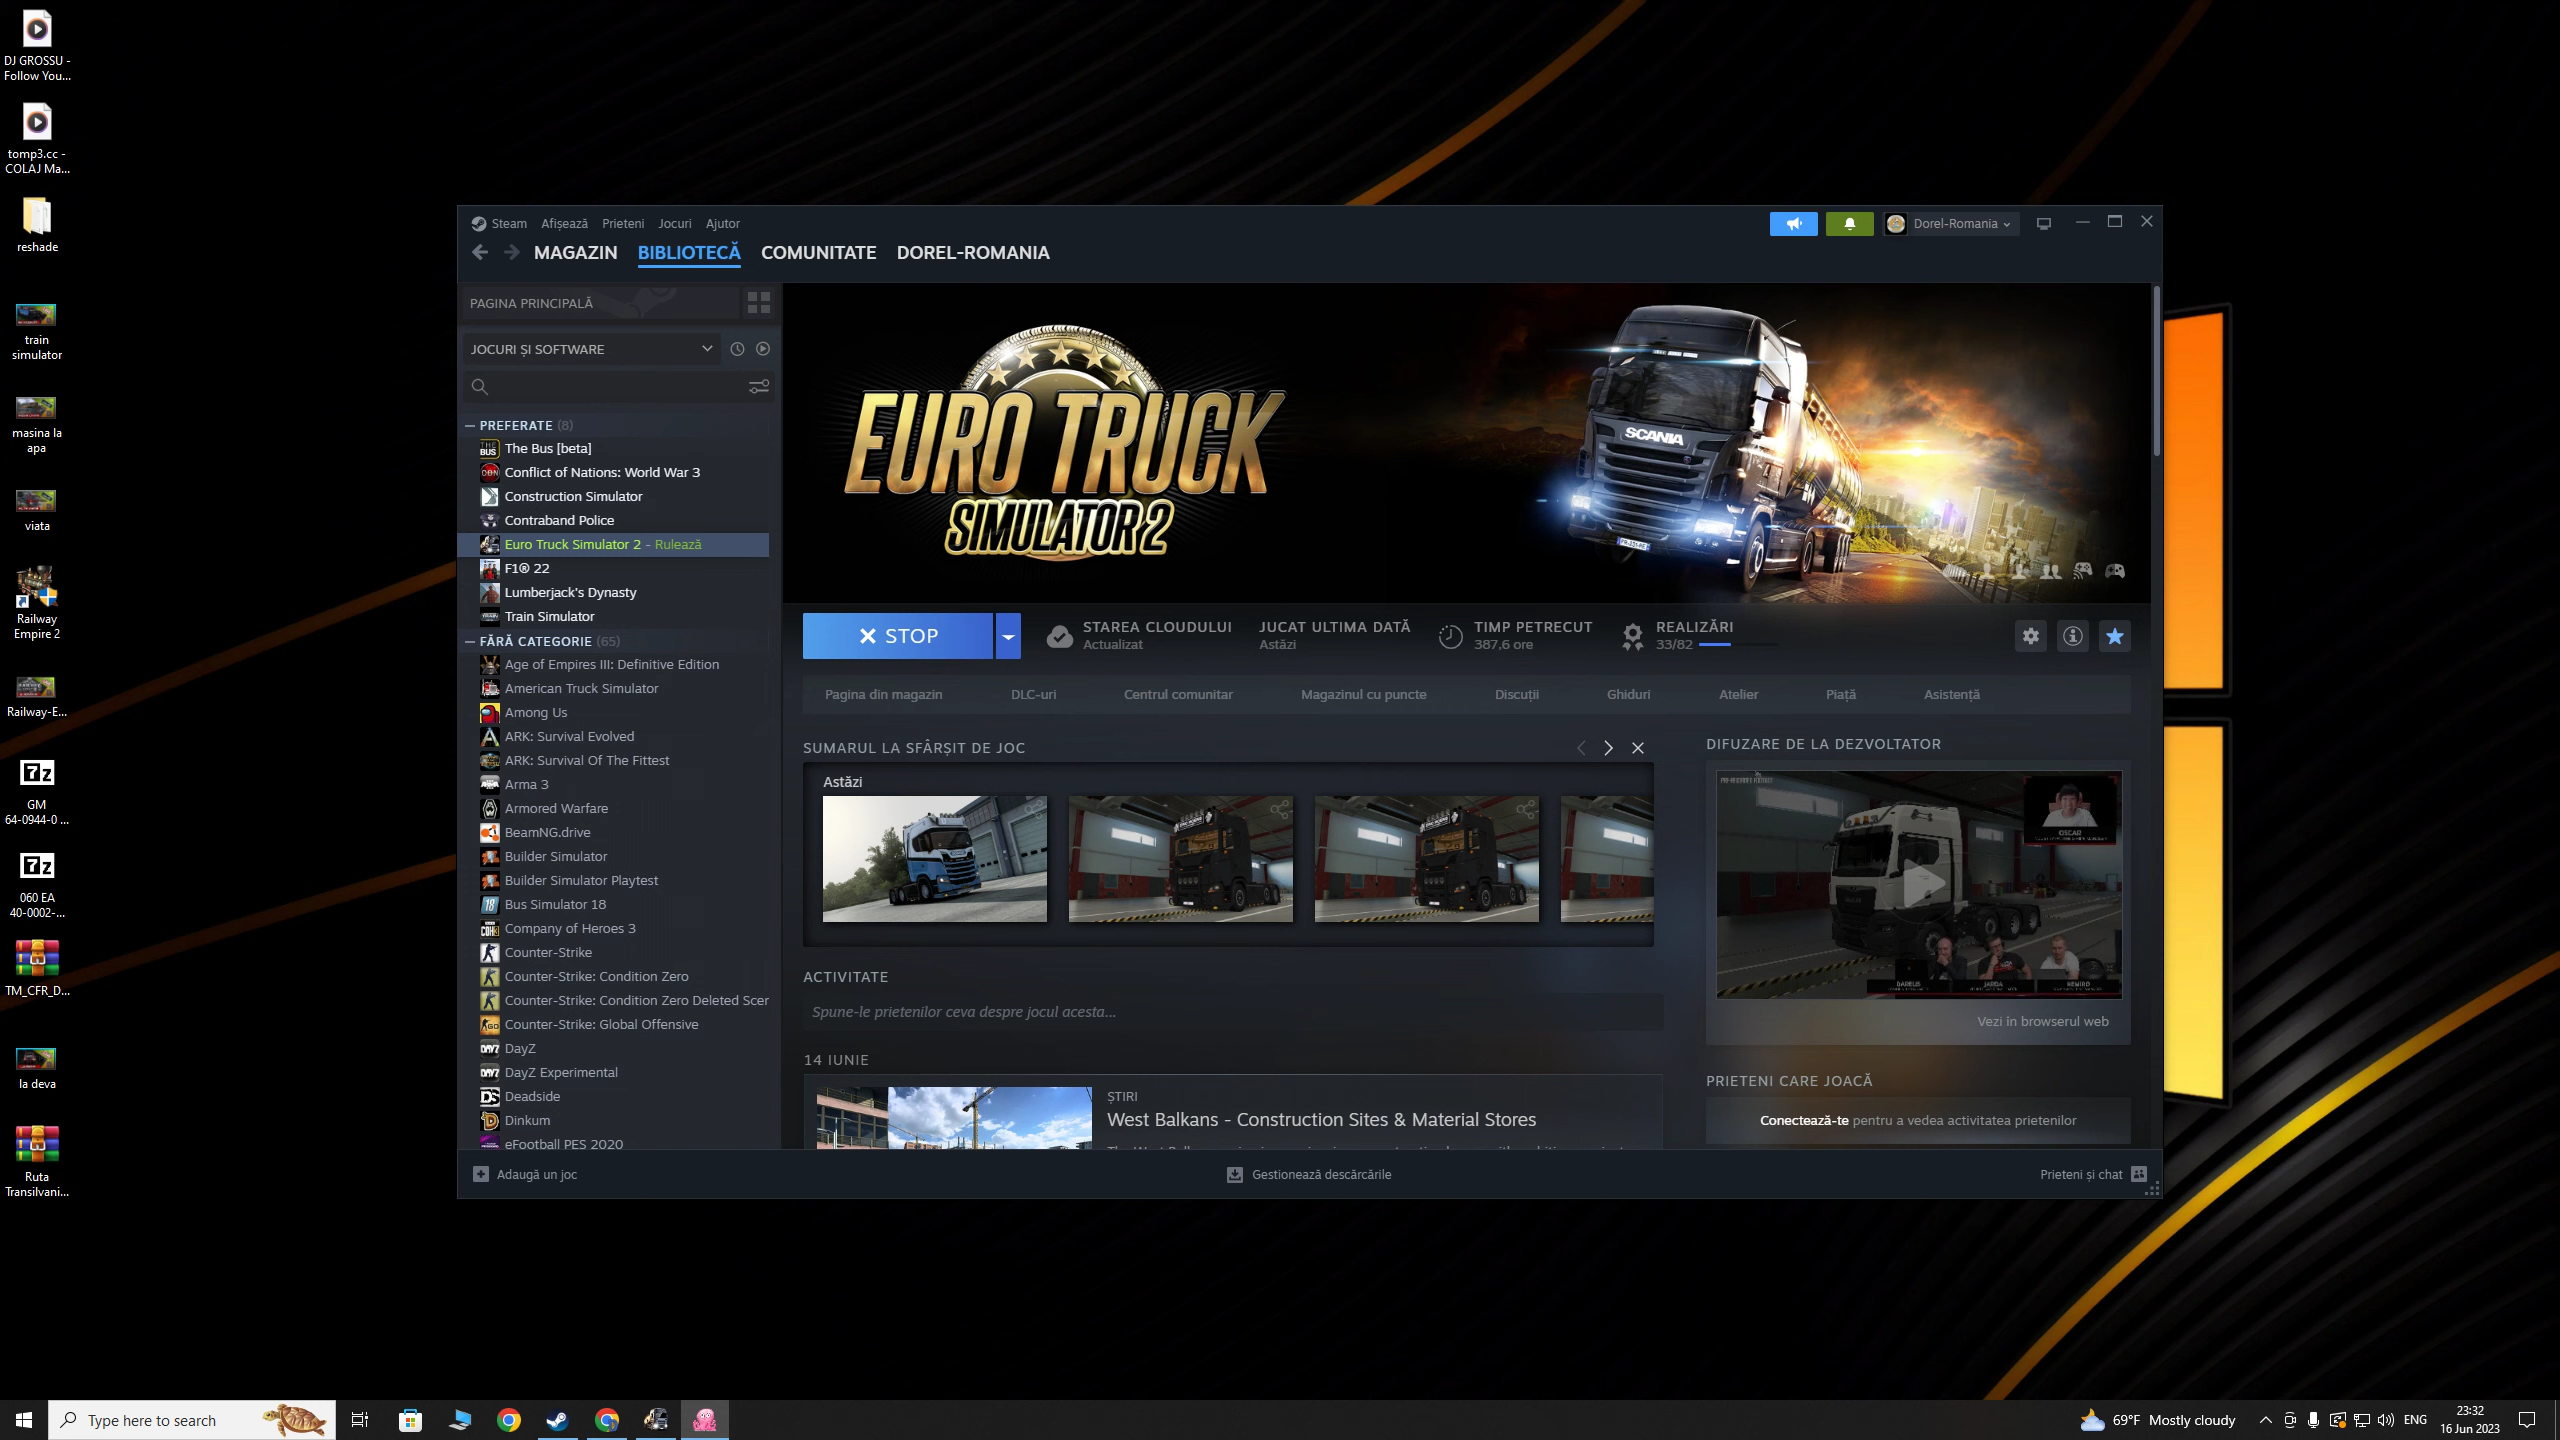 DJ GROSSU -
Follow You...
tomp3.cc -
COLAJ Ma...
reshade
train
simulator
masina la
apa
viata
Railway
Empire 2
Railway-E...
GM
64-0944-0 ...
060 EA
40-0002-...
TM_CFR_D...
la deva
Ruta
Transilvani...
Steam Afișează Prieteni Jocuri Ajutor
Dorel-Romania
MAGAZIN BIBLIOTECĂ COMUNITATE DOREL-ROMANIA
PAGINA PRINCIPALĂ
JOCURI ȘI SOFTWARE
PREFERATE (8)
The Bus [beta]
Conflict of Nations: World War 3
Construction Simulator
Contraband Police
Euro Truck Simulator 2 - Rulează
F1® 22
Lumberjack's Dynasty
Train Simulator
FĂRĂ CATEGORIE (65)
Age of Empires III: Definitive Edition
American Truck Simulator
Among Us
ARK: Survival Evolved
ARK: Survival Of The Fittest
Arma 3
Armored Warfare
BeamNG.drive
Builder Simulator
Builder Simulator Playtest
Bus Simulator 18
Company of Heroes 3
Counter-Strike
Counter-Strike: Condition Zero
Counter-Strike: Condition Zero Deleted Scer
Counter-Strike: Global Offensive
DayZ
DayZ Experimental
Deadside
Dinkum
eFootball PES 2020
EURO TRUCK
SIMULATOR 2
SCANIA
STOP
STAREA CLOUDULUI
Actualizat
JUCAT ULTIMA DATĂ
Astăzi
TIMP PETRECUT
387,6 ore
REALIZĂRI
33/82
Pagina din magazin DLC-uri Centrul comunitar Magazinul cu puncte Discuții Ghiduri Atelier Piață Asistență
SUMARUL LA SFÂRȘIT DE JOC
Astăzi
ACTIVITATE
Spune-le prietenilor ceva despre jocul acesta...
14 IUNIE
ȘTIRI
West Balkans - Construction Sites & Material Stores
DIFUZARE DE LA DEZVOLTATOR
OSCAR
DARIUS JARDA NEMIRO
Vezi în browserul web
PRIETENI CARE JOACĂ
Conectează-te pentru a vedea activitatea prietenilor
Adaugă un joc
Gestionează descărcările
Prieteni și chat
Type here to search
69°F Mostly cloudy
ENG
23:32
16 Jun 2023